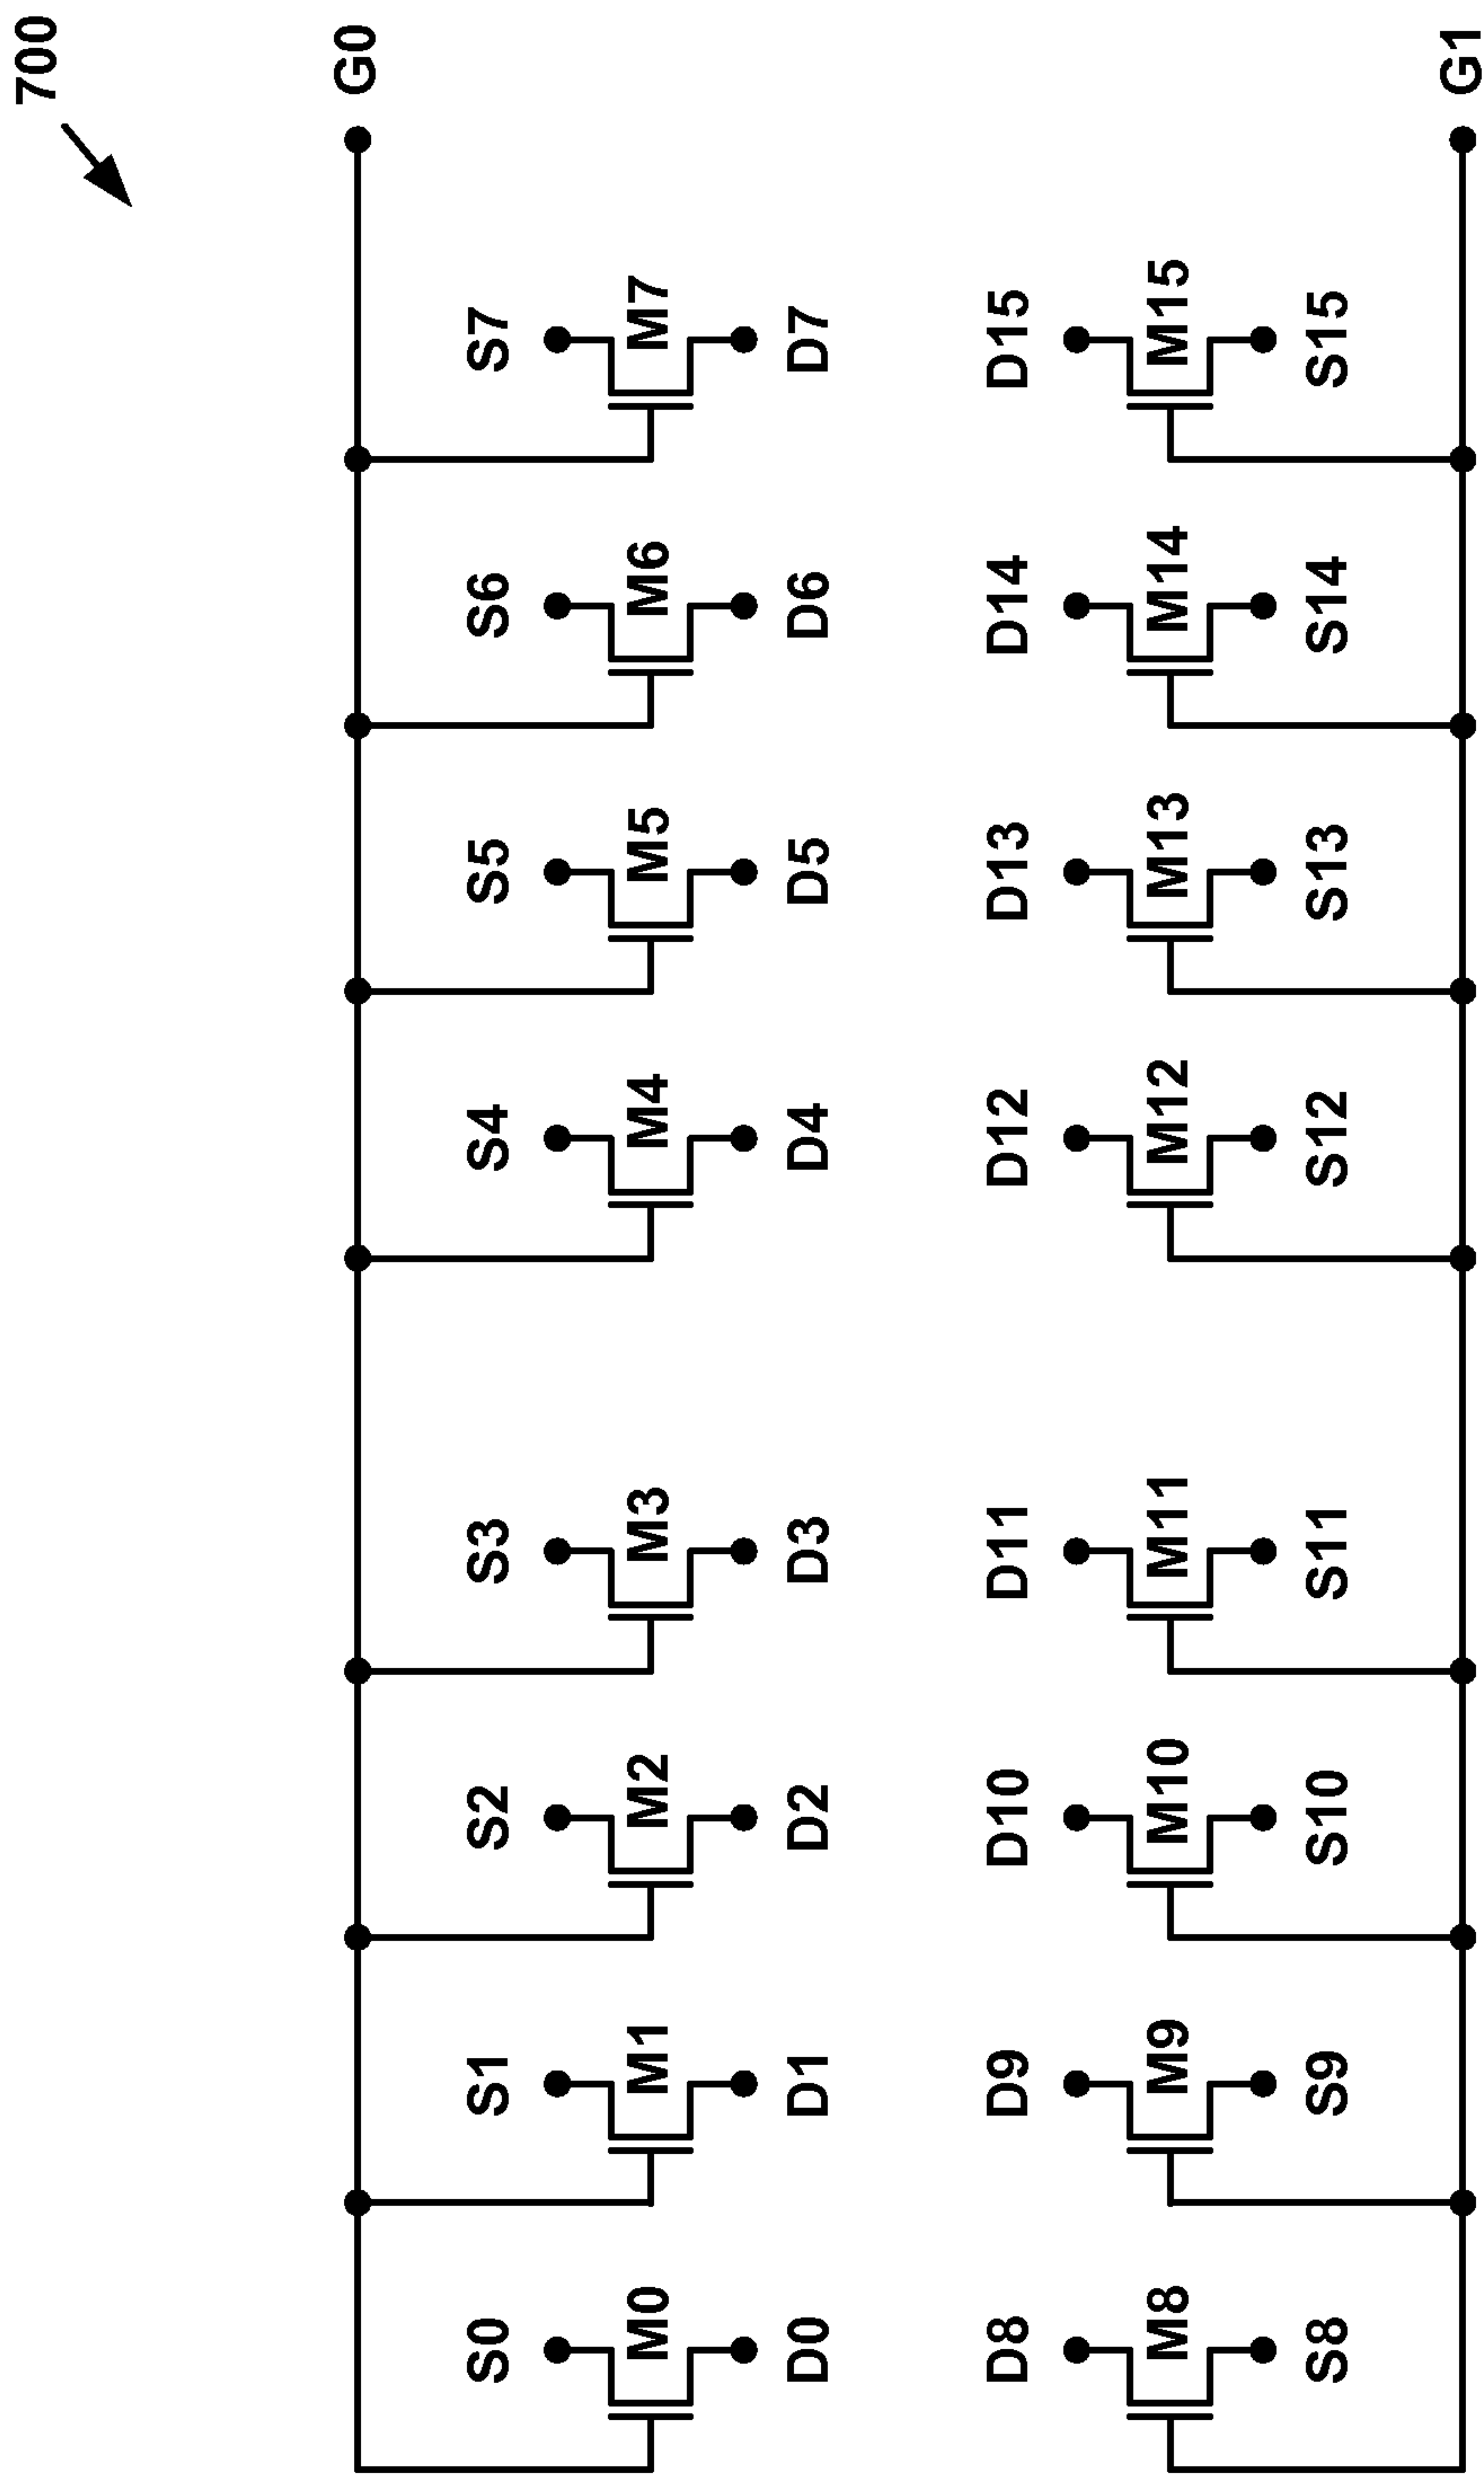 700
G0
S0 S1 S2 S3 S4 S5 S6 S7
M0 M1 M2 M3 M4 M5 M6 M7
D0 D1 D2 D3 D4 D5 D6 D7
D8 D9 D10 D11 D12 D13 D14 D15
M8 M9 M10 M11 M12 M13 M14 M15
S8 S9 S10 S11 S12 S13 S14 S15
G1